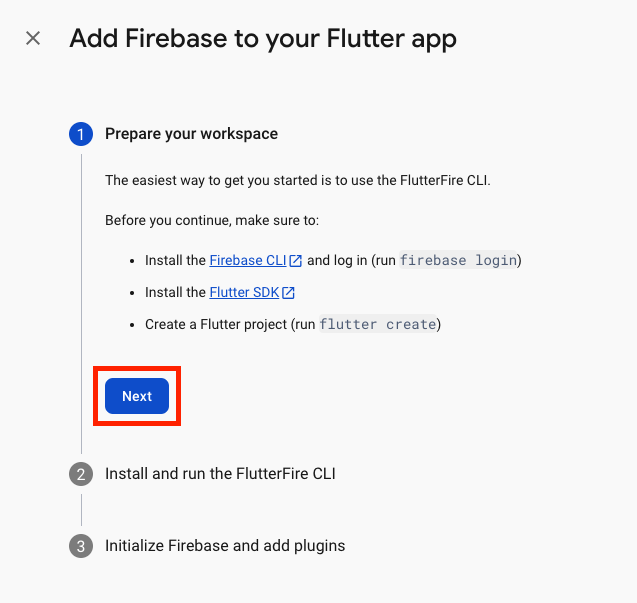 Add Firebase to your Flutter app
1 Prepare your workspace
The easiest way to get you started is to use the FlutterFire CLI.
Before you continue, make sure to:
• Install the Firebase CLI and log in (run firebase login)
• Install the Flutter SDK
• Create a Flutter project (run flutter create)
Next
2 Install and run the FlutterFire CLI
3 Initialize Firebase and add plugins